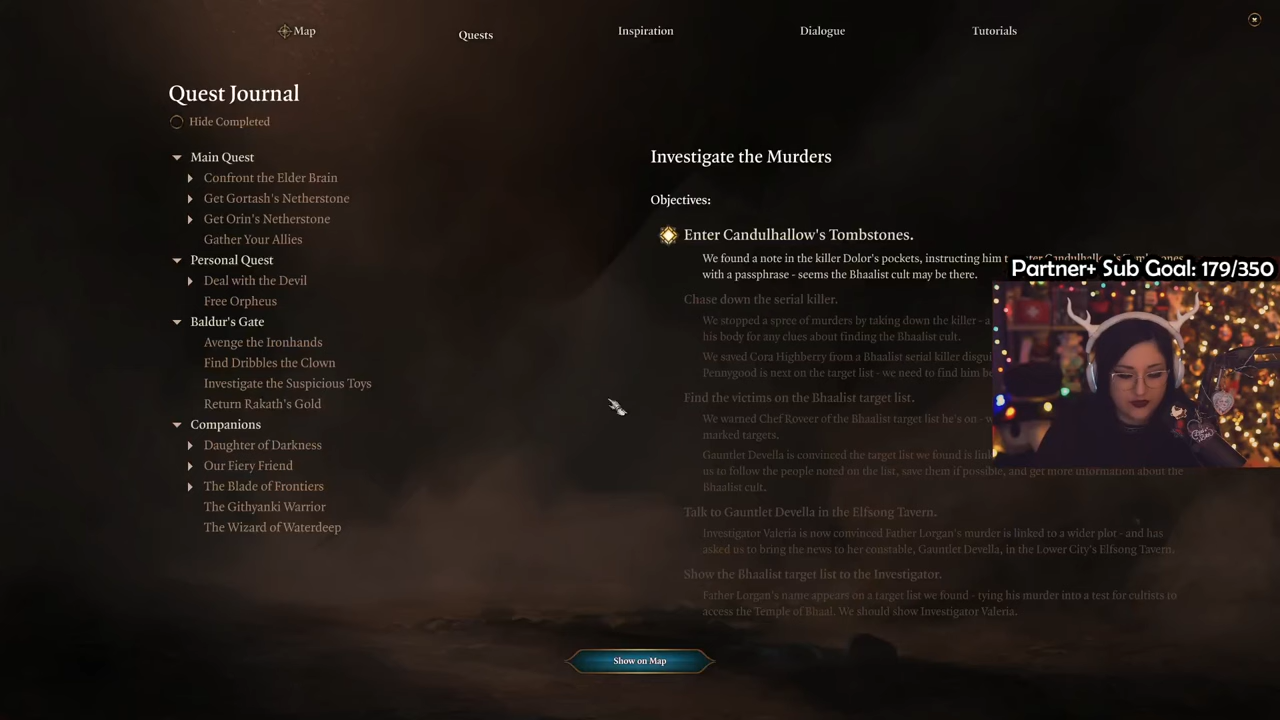 Map
Quests
Inspiration
Dialogue
Tutorials
Quest Journal
Hide Completed
Main Quest
Confront the Elder Brain
Get Gortash's Netherstone
Get Orin's Netherstone
Gather Your Allies
Personal Quest
Deal with the Devil
Free Orpheus
Baldur's Gate
Avenge the Ironhands
Find Dribbles the Clown
Investigate the Suspicious Toys
Return Rakath's Gold
Companions
Daughter of Darkness
Our Fiery Friend
The Blade of Frontiers
The Githyanki Warrior
The Wizard of Waterdeep
Investigate the Murders
Objectives:
Enter Candulhallow's Tombstones.
We found a note in the killer Dolor's pockets, instructing him
with a passphrase - seems the Bhaalist cult may be there.
Partner+ Sub Goal: 179/350
Chase down the serial killer.
We stopped a spree of murders by taking down the killer - a
his body for any clues about finding the Bhaalist cult.
We saved Cora Highberry from a Bhaalist serial killer
Pennygood is next on the target list - we need to find him
Find the victims on the Bhaalist target list.
We warned Chef Roveer of the Bhaalist target list he's on -
marked targets.
Gauntlet Devella is convinced the target list we found is
us to follow the people noted on the list, save them if possible, and get more information about the
Bhaalist cult.
Talk to Gauntlet Devella in the Elfsong Tavern.
Investigator Valeria is now convinced Father Lorgan's murder is linked to a wider plot - and has
asked us to bring the news to her constable, Gauntlet Devella, in the Lower City's Elfsong Tavern.
Show the Bhaalist target list to the Investigator.
Father Lorgan's name appears on a target list we found - tying his murder into a test for cultists to
access the Temple of Bhaal. We should show Investigator Valeria.
Show on Map